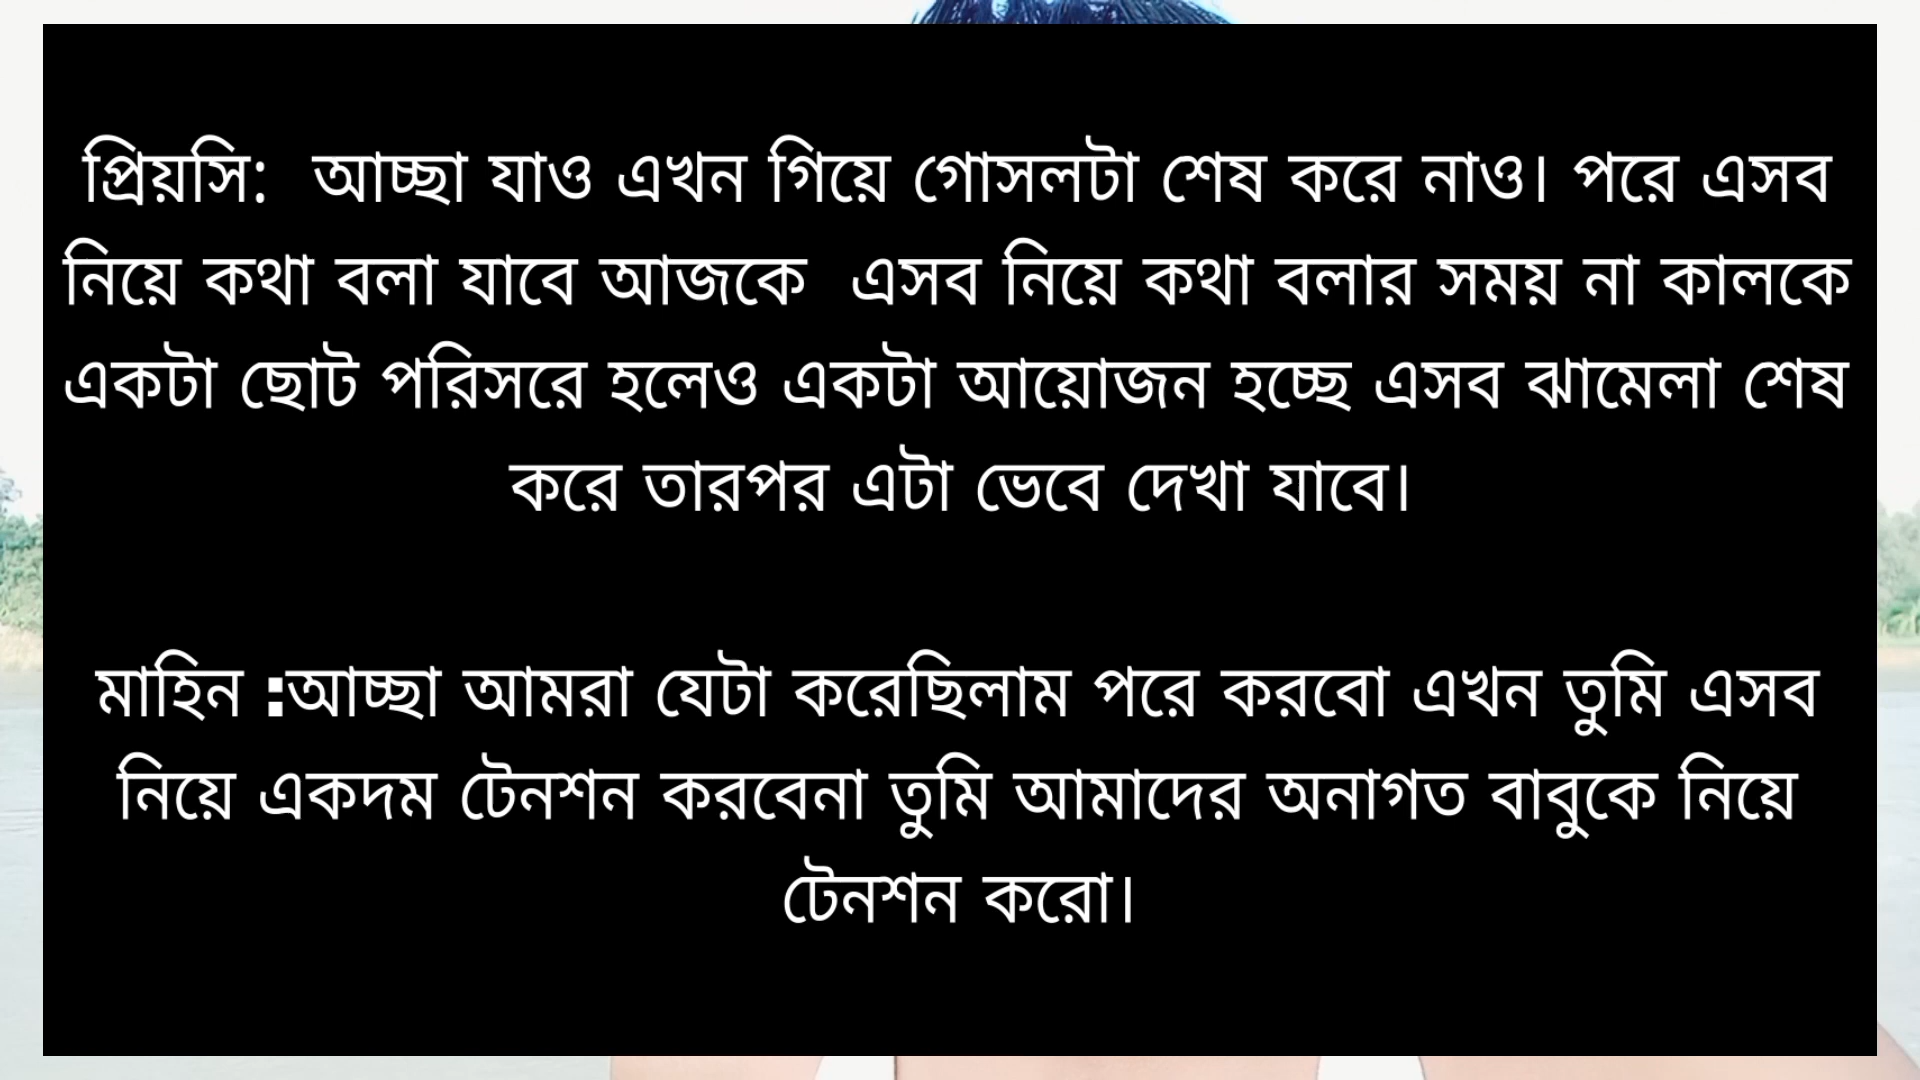 প্রিয়সি:  আচ্ছা যাও এখন গিয়ে গোসলটা শেষ করে নাও। পরে এসব
নিয়ে কথা বলা যাবে আজকে  এসব নিয়ে কথা বলার সময় না কালকে
একটা ছোট পরিসরে হলেও একটা আয়োজন হচ্ছে এসব ঝামেলা শেষ
করে তারপর এটা ভেবে দেখা যাবে।
মাহিন :আচ্ছা আমরা যেটা করেছিলাম পরে করবো এখন তুমি এসব
নিয়ে একদম টেনশন করবেনা তুমি আমাদের অনাগত বাবুকে নিয়ে
টেনশন করো।